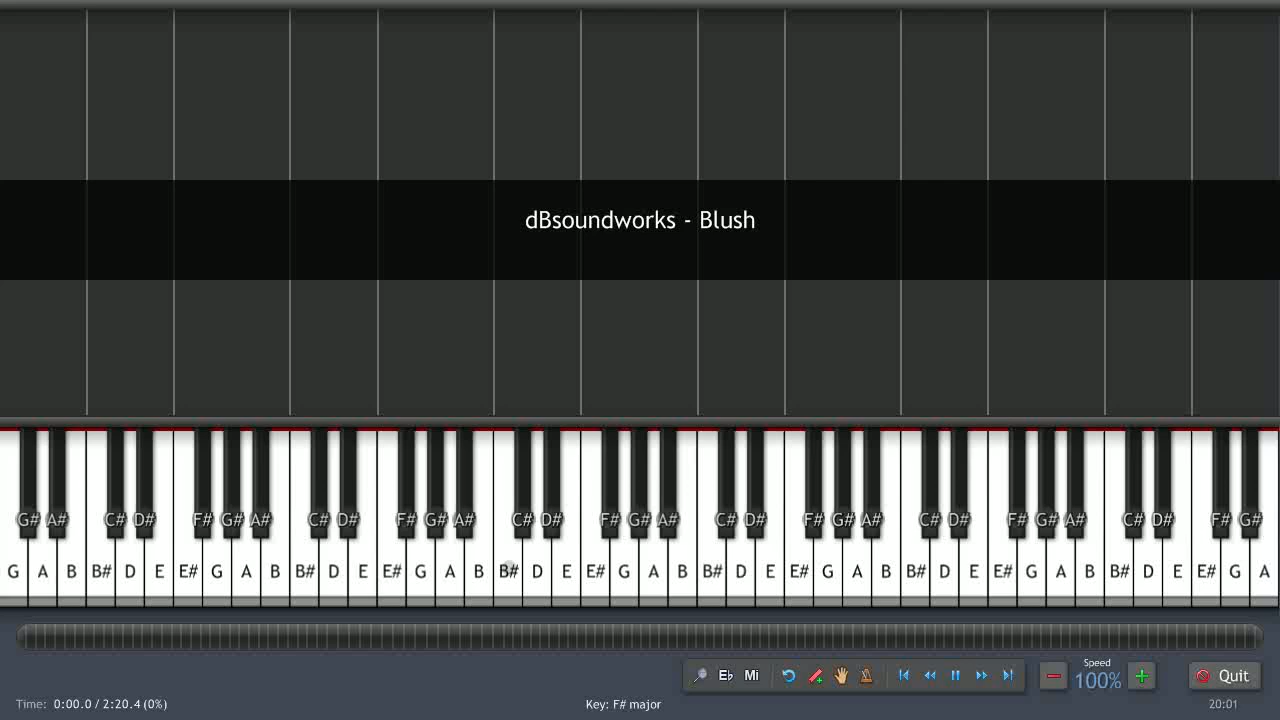 dBsoundworks - Blush
G# A# C# D# F# G# A# C# D# F# G# A# C# D# F# G# A# C# D# F# G# A# C# D# F# G# A# C# D# F# G#
G A B B# D E E# G A B B# D E E# G A B B# D E E# G A B B# D E E# G A B B# D E E# G A B B# D E E# G A
Speed
Eb Mi 100% Quit
Time: 0:00.0 / 2:20.4 (0%) Key: F# major 20:01